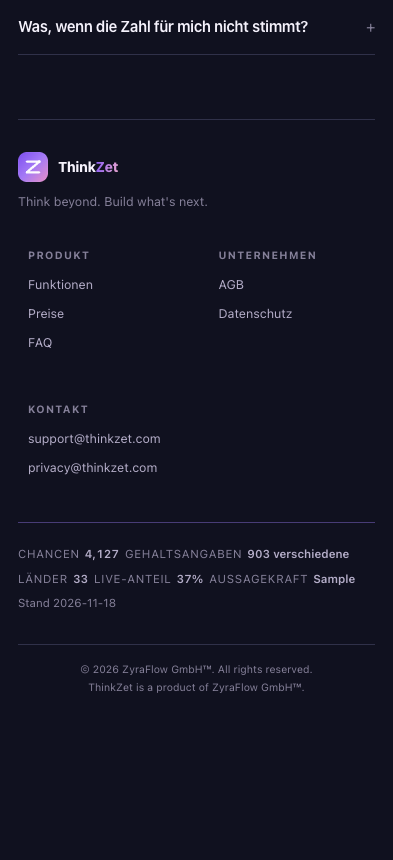 Was, wenn die Zahl für mich nicht stimmt? +
ThinkZet
Think beyond. Build what's next.
PRODUKT
Funktionen
Preise
FAQ
UNTERNEHMEN
AGB
Datenschutz
KONTAKT
support@thinkzet.com
privacy@thinkzet.com
CHANCEN 4,127 GEHALTSANGABEN 903 verschiedene
LÄNDER 33 LIVE-ANTEIL 37% AUSSAGEKRAFT Sample
Stand 2026-11-18
© 2026 ZyraFlow GmbH™. All rights reserved.
ThinkZet is a product of ZyraFlow GmbH™.